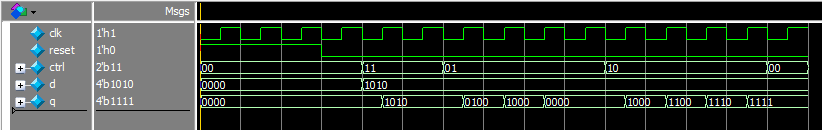 Msgs
clk 1'h1
reset 1'h0
ctrl 2'b11 00 11 01 10 00
d 4'b1010 0000 1010
q 4'b1111 0000 1010 0100 1000 0000 1000 1100 1110 1111